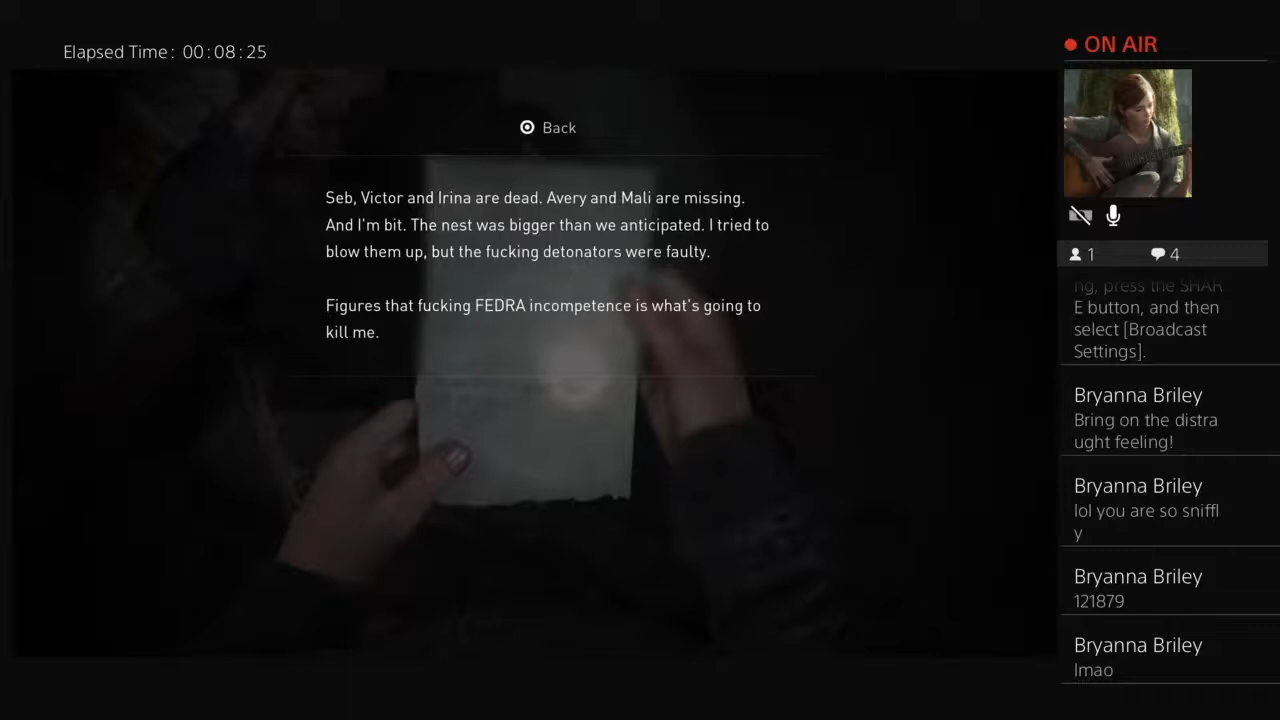 Elapsed Time: 00:08:25
Back
Seb, Victor and Irina are dead. Avery and Mali are missing.
And I'm bit. The nest was bigger than we anticipated. I tried to
blow them up, but the fucking detonators were faulty.
Figures that fucking FEDRA incompetence is what's going to
kill me.
ON AIR
1 4
ng, press the SHAR
E button, and then
select [Broadcast
Settings].
Bryanna Briley
Bring on the distra
ught feeling!
Bryanna Briley
lol you are so sniffl
y
Bryanna Briley
121879
Bryanna Briley
lmao